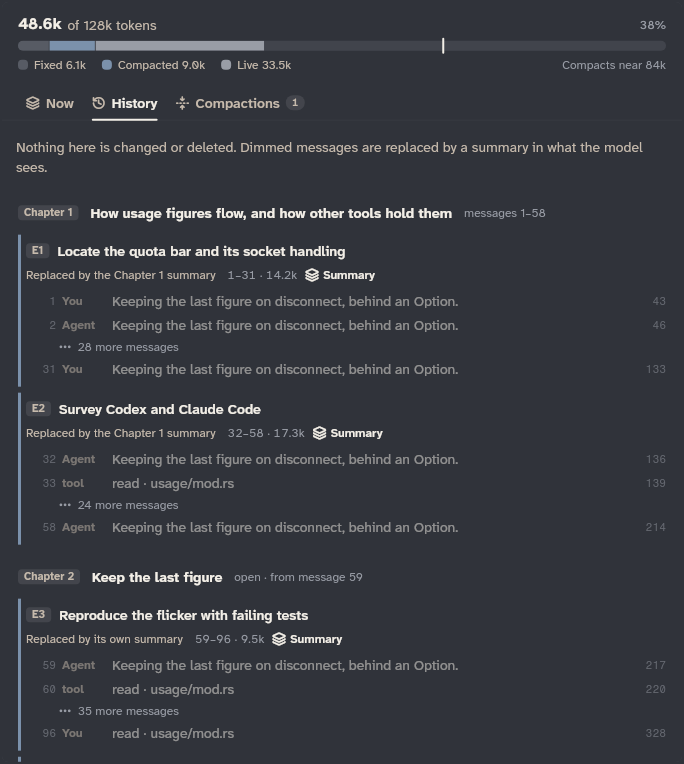 48.6k of 128k tokens 38%
Fixed 6.1k Compacted 9.0k Live 33.5k Compacts near 84k
Now History Compactions 1
Nothing here is changed or deleted. Dimmed messages are replaced by a summary in what the model
sees.
Chapter 1 How usage figures flow, and how other tools hold them messages 1–58
E1 Locate the quota bar and its socket handling
Replaced by the Chapter 1 summary 1–31 · 14.2k Summary
1 You Keeping the last figure on disconnect, behind an Option. 43
2 Agent Keeping the last figure on disconnect, behind an Option. 46
••• 28 more messages
31 You Keeping the last figure on disconnect, behind an Option. 133
E2 Survey Codex and Claude Code
Replaced by the Chapter 1 summary 32–58 · 17.3k Summary
32 Agent Keeping the last figure on disconnect, behind an Option. 136
33 tool read · usage/mod.rs 139
••• 24 more messages
58 Agent Keeping the last figure on disconnect, behind an Option. 214
Chapter 2 Keep the last figure open · from message 59
E3 Reproduce the flicker with failing tests
Replaced by its own summary 59–96 · 9.5k Summary
59 Agent Keeping the last figure on disconnect, behind an Option. 217
60 tool read · usage/mod.rs 220
••• 35 more messages
96 You read · usage/mod.rs 328